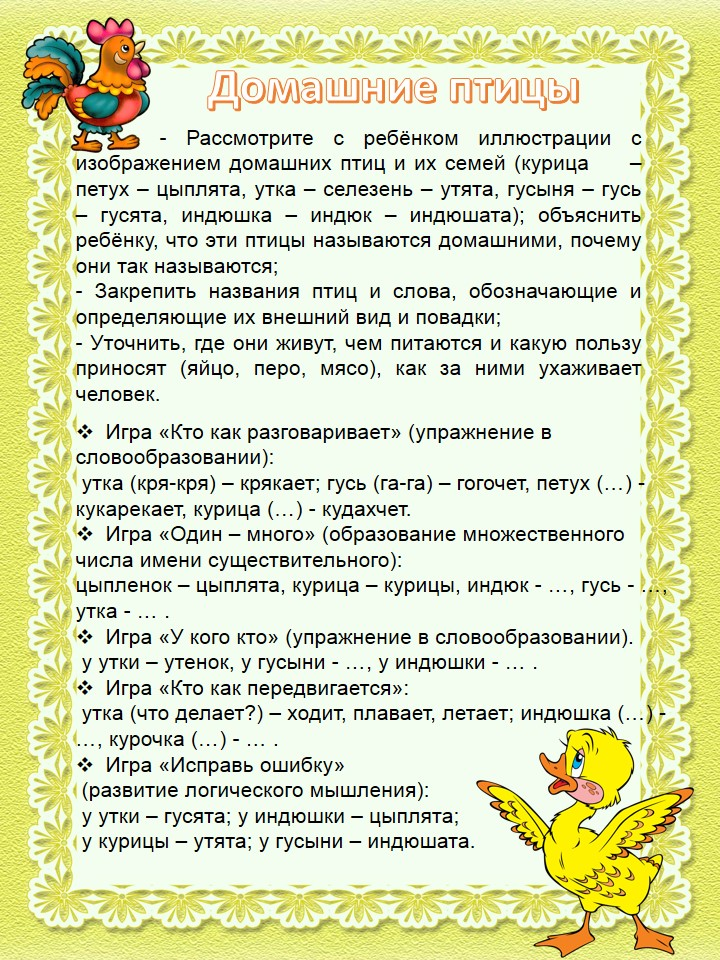 Домашние птицы
- Рассмотрите с ребёнком иллюстрации с
изображением домашних птиц и их семей (курица –
петух – цыплята, утка – селезень – утята, гусыня – гусь
– гусята, индюшка – индюк – индюшата); объяснить
ребёнку, что эти птицы называются домашними, почему
они так называются;
- Закрепить названия птиц и слова, обозначающие и
определяющие их внешний вид и повадки;
- Уточнить, где они живут, чем питаются и какую пользу
приносят (яйцо, перо, мясо), как за ними ухаживает
человек.
❖ Игра «Кто как разговаривает» (упражнение в
словообразовании):
утка (кря-кря) – крякает; гусь (га-га) – гогочет, петух (…) -
кукарекает, курица (…) - кудахчет.
❖ Игра «Один – много» (образование множественного
числа имени существительного):
цыпленок – цыплята, курица – курицы, индюк - …, гусь - …,
утка - … .
❖ Игра «У кого кто» (упражнение в словообразовании).
у утки – утенок, у гусыни - …, у индюшки - … .
❖ Игра «Кто как передвигается»:
утка (что делает?) – ходит, плавает, летает; индюшка (…) -
…, курочка (…) - … .
❖ Игра «Исправь ошибку»
(развитие логического мышления):
у утки – гусята; у индюшки – цыплята;
у курицы – утята; у гусыни – индюшата.